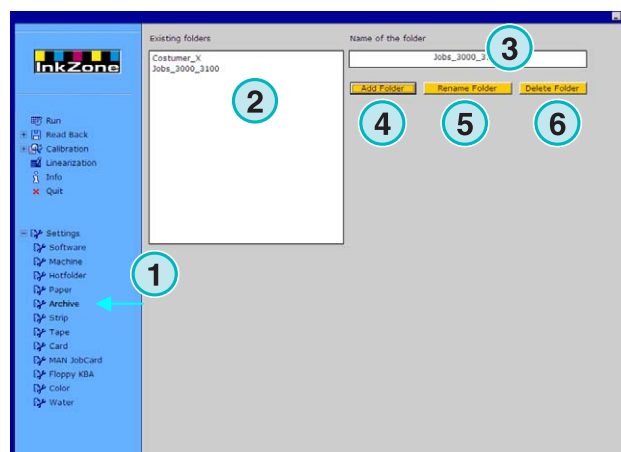 Existing folders
Name of the folder
InkZone
Costumer_X
Jobs_3000_3100
Jobs_3000_3
3
2
Add Folder
Rename Folder
Delete Folder
4
5
6
Run
Read Back
Calibration
Linearization
Info
Quit
Settings
Software
Machine
Hotfolder
Paper
1
Archive
Strip
Tape
Card
MAN JobCard
Floppy KBA
Color
Water